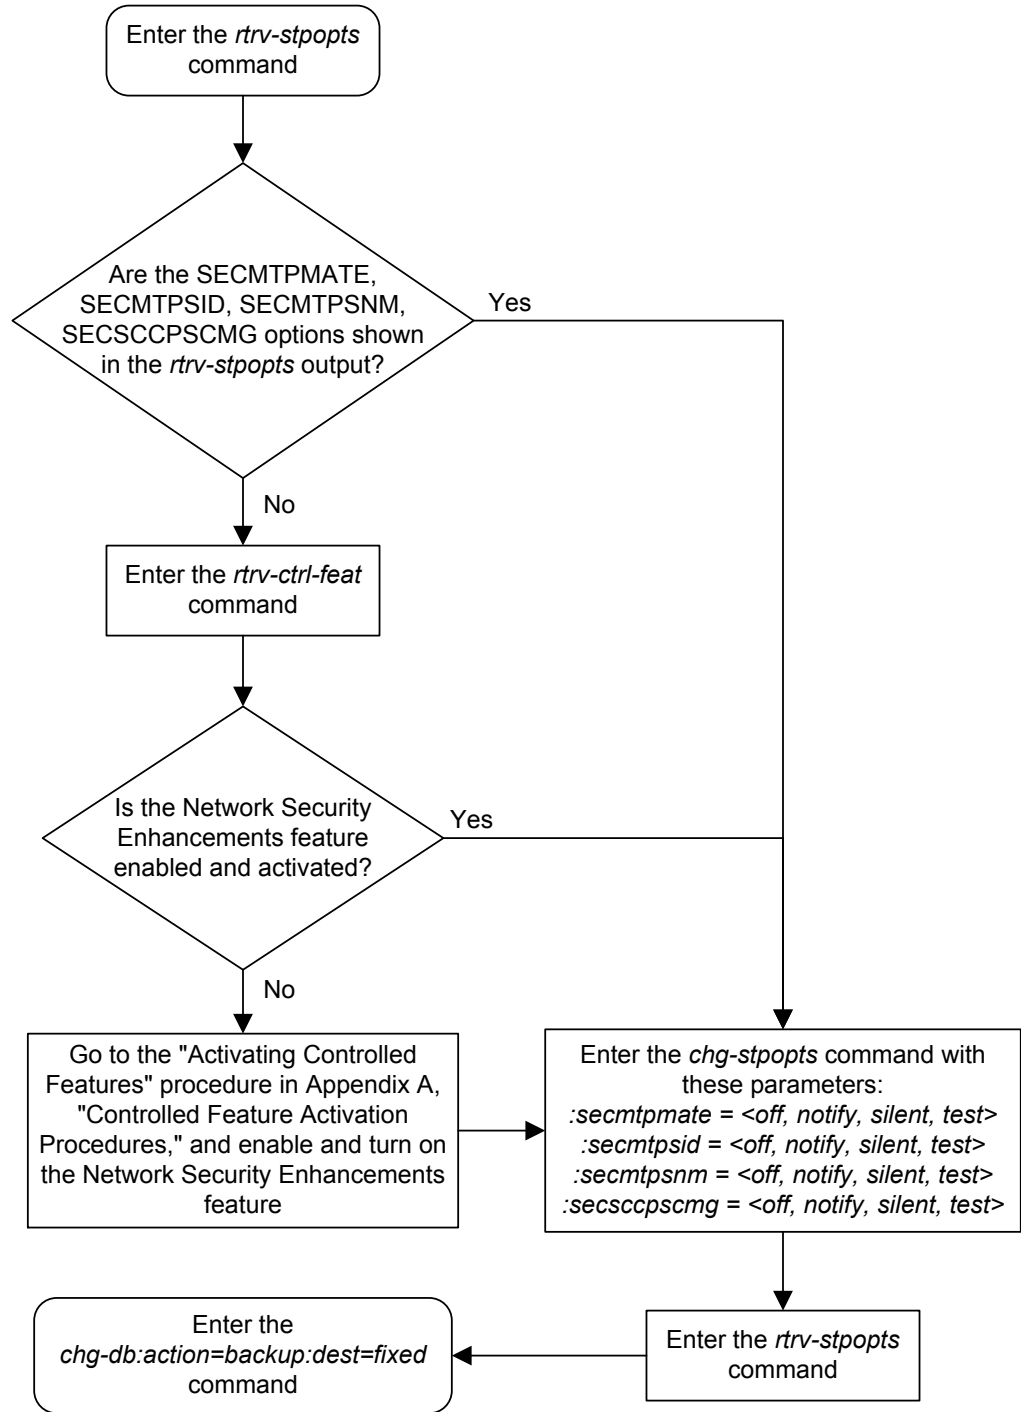 Enter the rtrv-stpopts
command
Are the SECMTPMATE,
SECMTPSID, SECMTPSNM,
SECSCCPSCMG options shown
in the rtrv-stpopts output?
Yes
No
Enter the rtrv-ctrl-feat
command
Is the Network Security
Enhancements feature
enabled and activated?
Yes
No
Go to the "Activating Controlled
Features" procedure in Appendix A,
"Controlled Feature Activation
Procedures," and enable and turn on
the Network Security Enhancements
feature
Enter the chg-stpopts command with
these parameters:
:secmtpmate = <off, notify, silent, test>
:secmtpsid = <off, notify, silent, test>
:secmtpsnm = <off, notify, silent, test>
:secsccpscmg = <off, notify, silent, test>
Enter the rtrv-stpopts
command
Enter the
chg-db:action=backup:dest=fixed
command